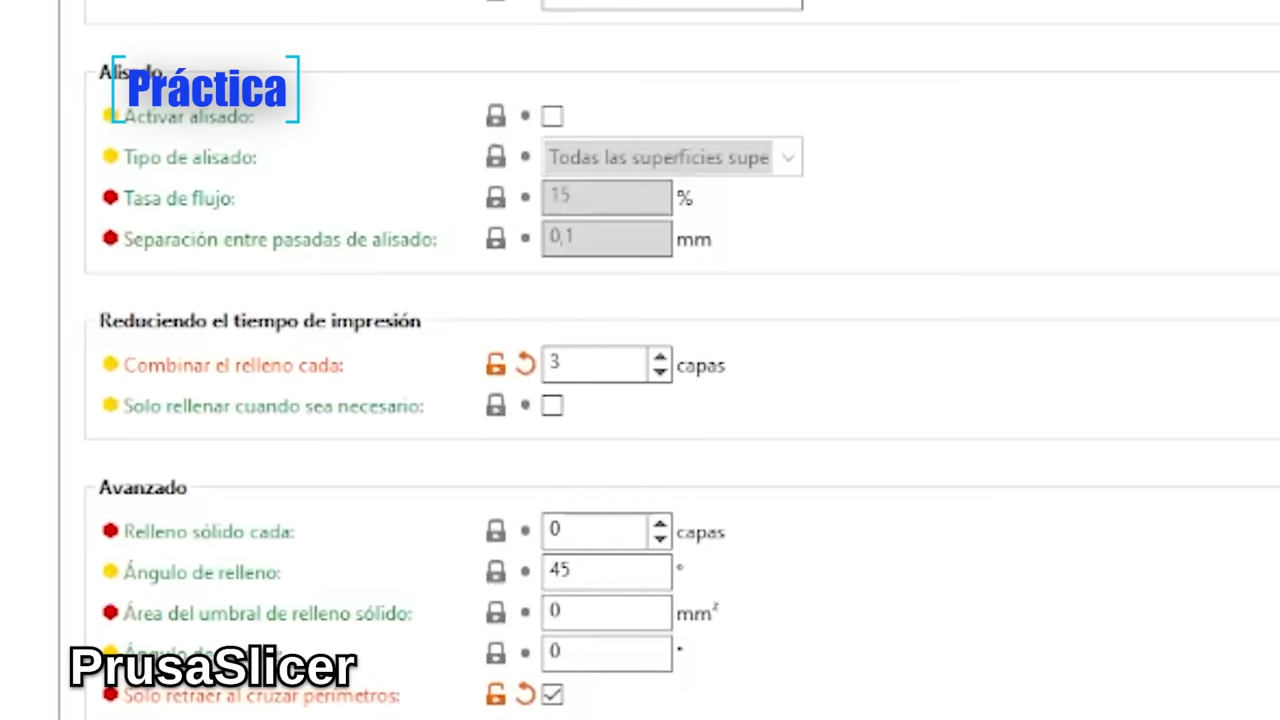 Alisado
Práctica
Activar alisado:
Tipo de alisado: Todas las superficies supe
Tasa de flujo: 15 %
Separación entre pasadas de alisado: 0,1 mm
Reduciendo el tiempo de impresión
Combinar el relleno cada: 3 capas
Solo rellenar cuando sea necesario:
Avanzado
Relleno sólido cada: 0 capas
Ángulo de relleno: 45 °
Área del umbral de relleno sólido: 0 mm²
Ángulo 0 °
PrusaSlicer
Solo retraer al cruzar perímetros: